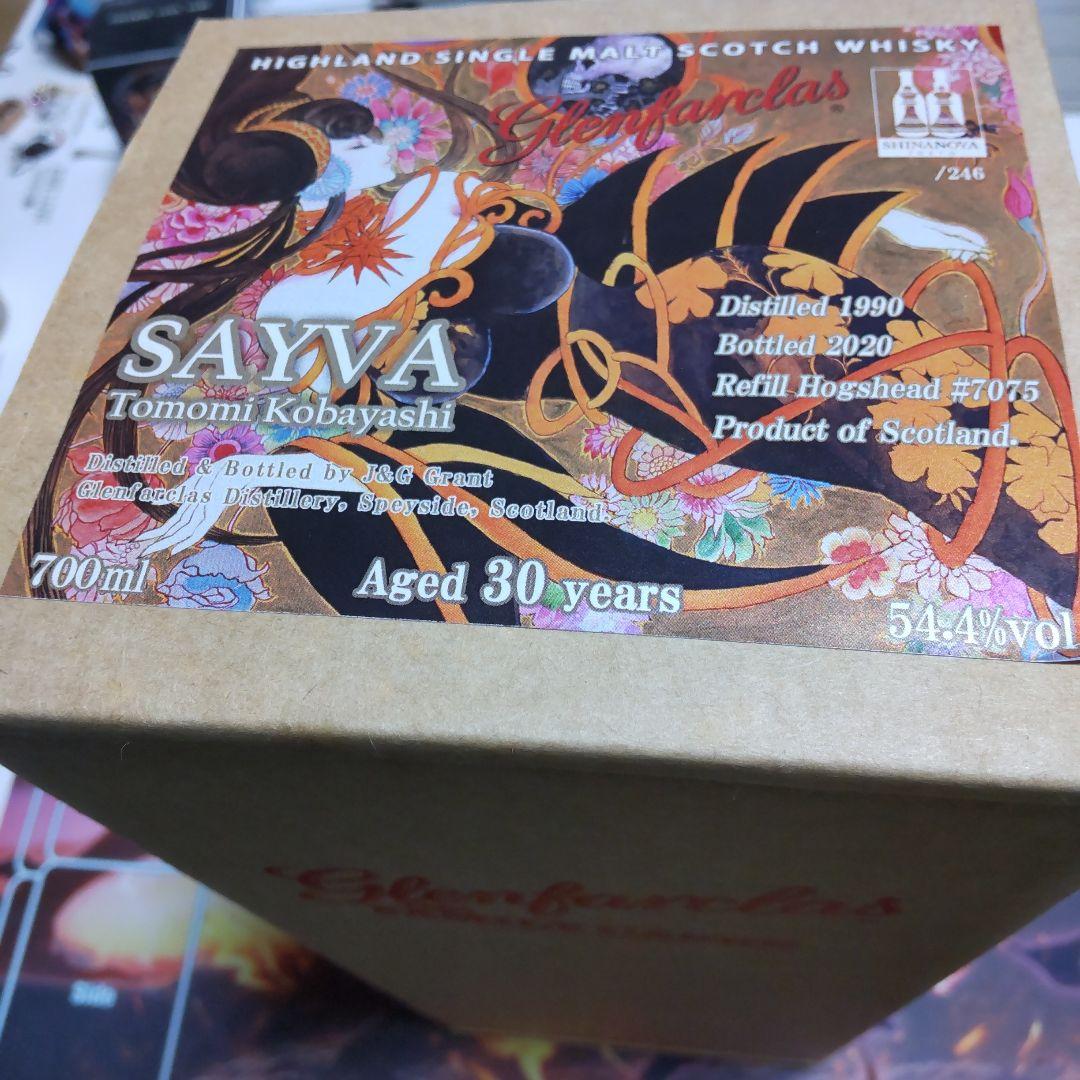 HIGHLAND SINGLE MALT SCOTCH WHISKY
Glenfarclas
SHINANOYA
/246
Distilled 1990
Bottled 2020
Refill Hogshead #7075
Product of Scotland.
SAYVA
Tomomi Kobayashi
Distilled & Bottled by J&G Grant
Glenfarclas Distillery, Speyside, Scotland.
700ml
Aged 30 years
54.4%vol
Glenfarclas